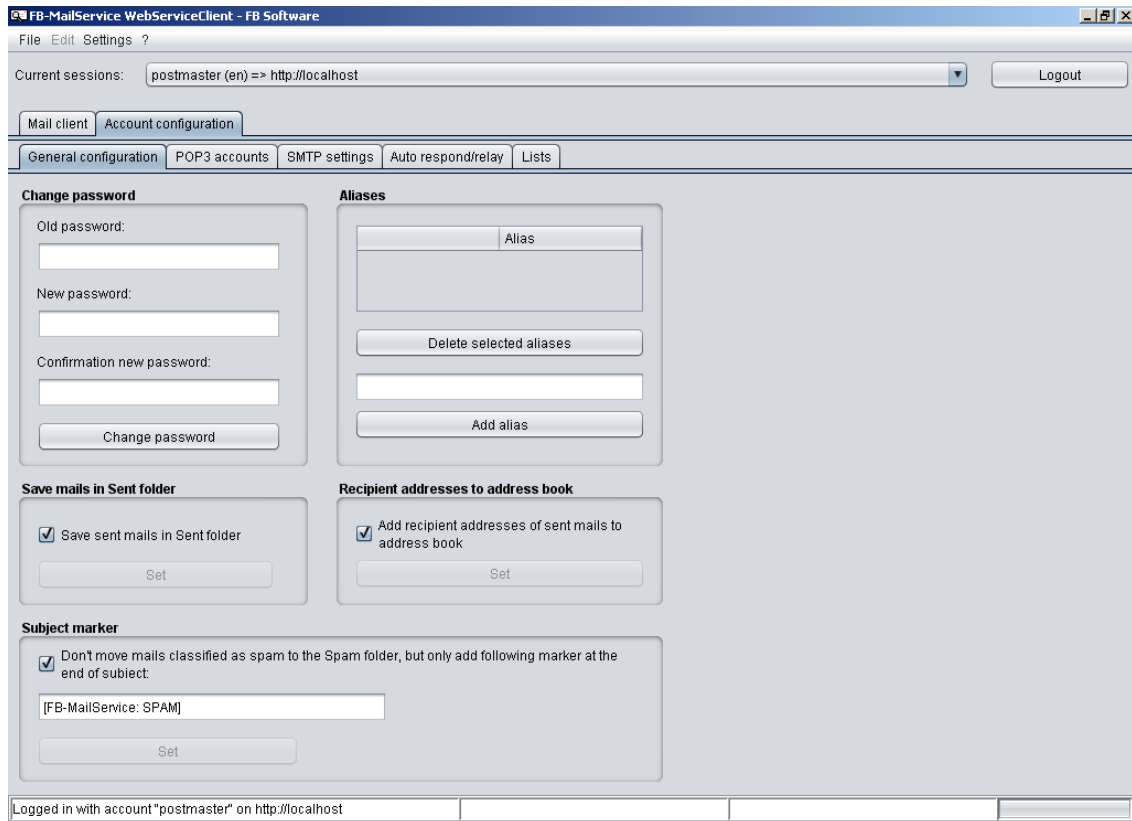 FB-MailService WebServiceClient - FB Software
File Edit Settings ?
Current sessions: postmaster (en) => http://localhost Logout
Mail client Account configuration
General configuration POP3 accounts SMTP settings Auto respond/relay Lists
Change password Aliases
Old password:
Alias
New password:
Delete selected aliases
Confirmation new password:
Add alias
Change password
Save mails in Sent folder Recipient addresses to address book
Save sent mails in Sent folder
Add recipient addresses of sent mails to
address book
Set Set
Subject marker
Don't move mails classified as spam to the Spam folder, but only add following marker at the
end of subject:
[FB-MailService: SPAM]
Set
Logged in with account "postmaster" on http://localhost